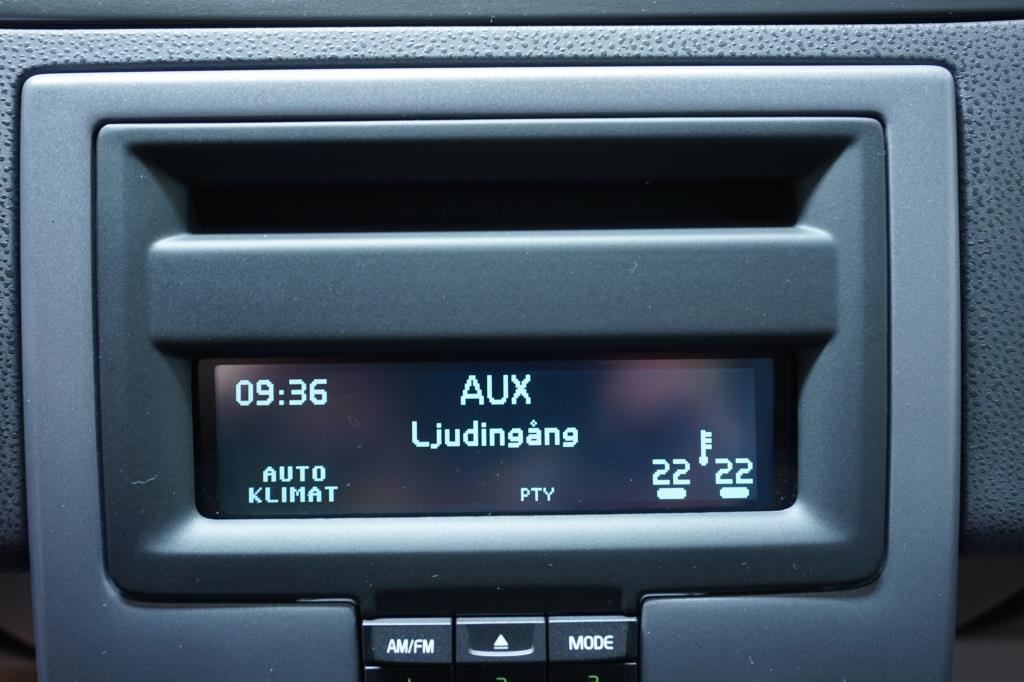 09:36
AUX
Ljudingång
AUTO
KLIMAT
PTY
22 22
AM/FM
MODE